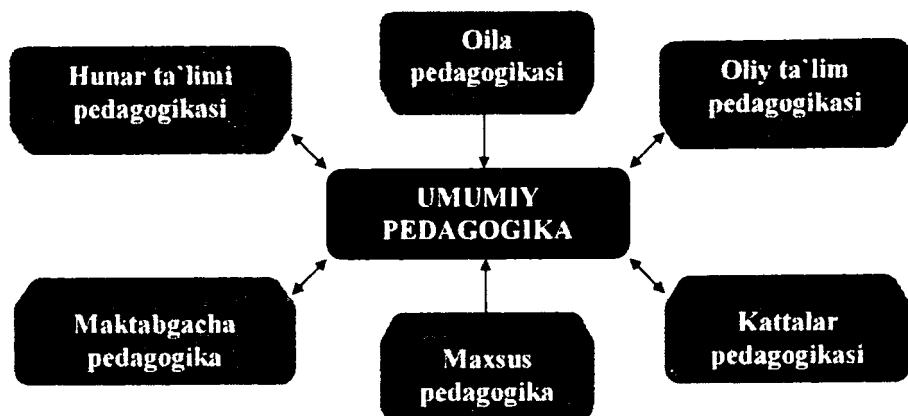 Hunar ta`limi
pedagogikasi
Oila
pedagogikasi
Oliy ta`lim
pedagogikasi
UMUMIY
PEDAGOGIKA
Maktabgacha
pedagogika
Maxsus
pedagogika
Kattalar
pedagogikasi